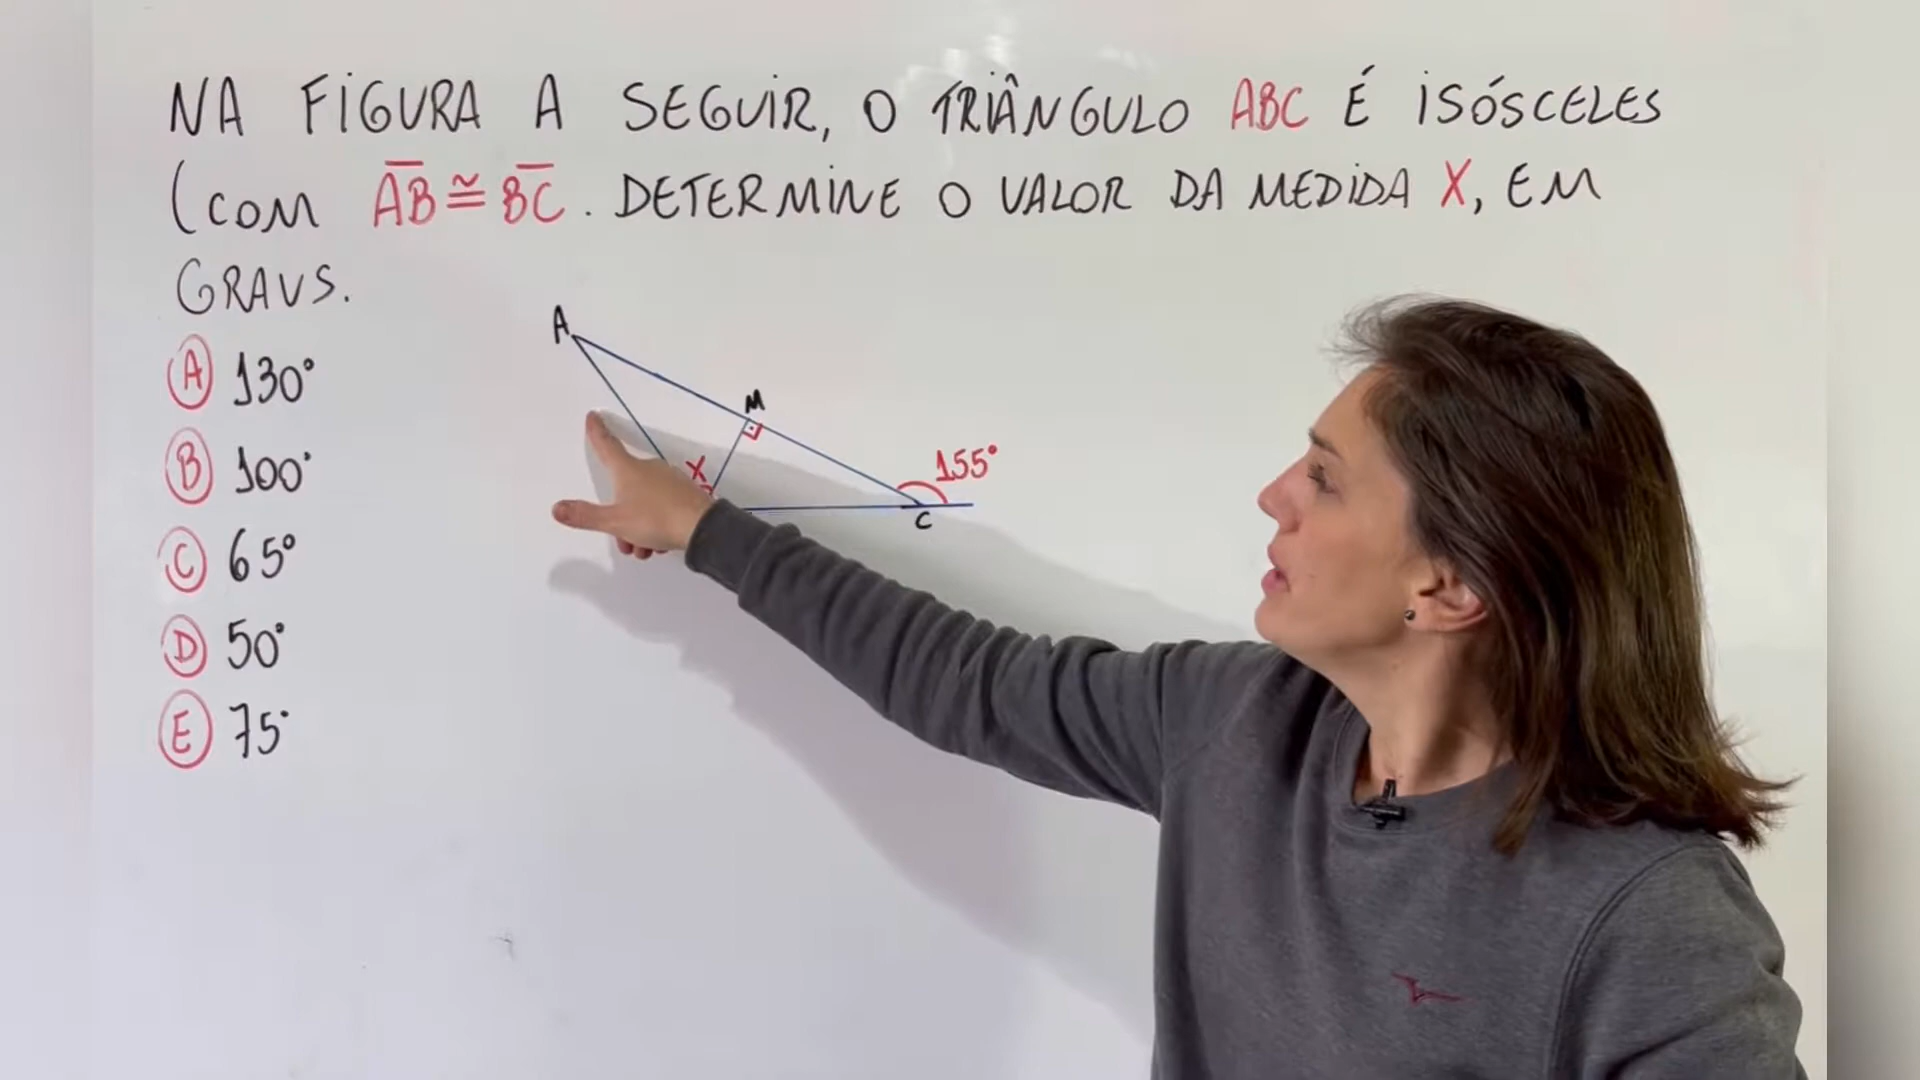 NA FIGURA A SEGUIR, O TRIÂNGULO ABC É ISÓSCELES
(COM AB≅BC. DETERMINE O VALOR DA MEDIDA X, EM
GRAUS.
A 130°
B 100°
C 65°
D 50°
E 75°
A
M
X
155°
C